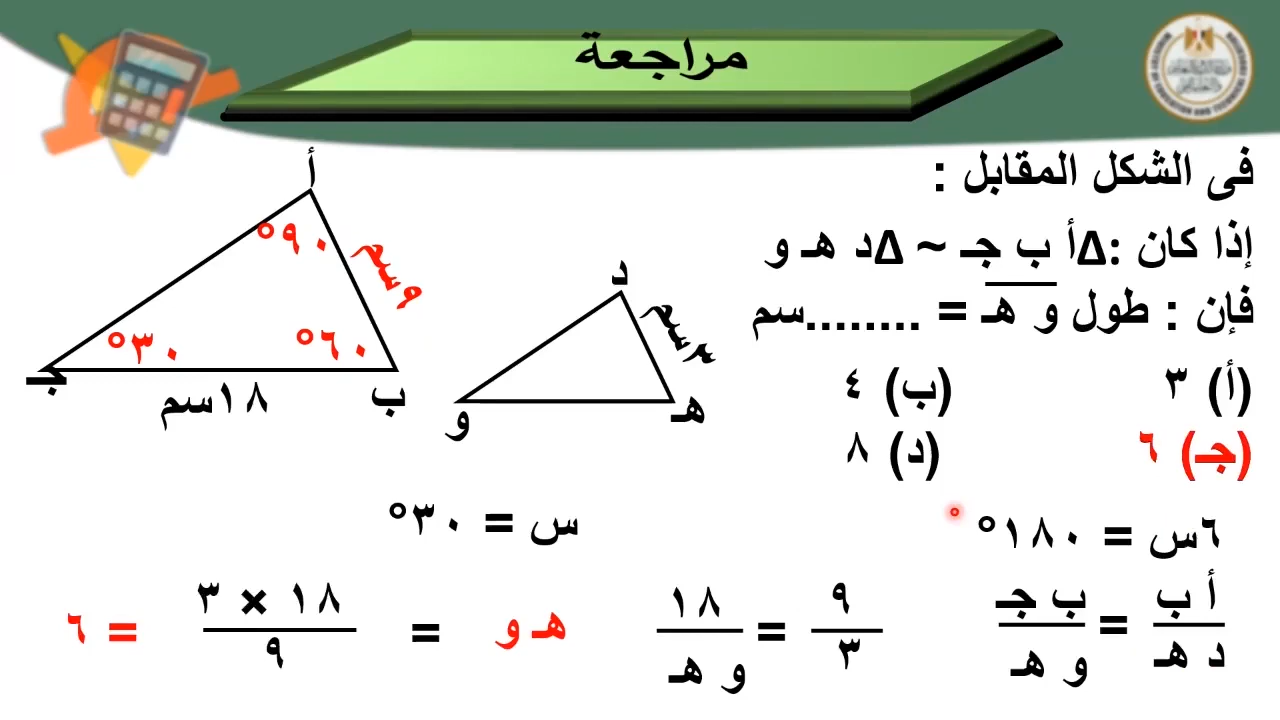 مراجعة
فى الشكل المقابل :
إذا كان :Δأ ب جـ ~ Δد هـ و
فإن : طول و هـ = ........سم
(أ) ٣
(ب) ٤
(جـ) ٦
(د) ٨
أ
٩٠°
٩سم
٣٠°
٦٠°
جـ
ب
١٨سم
د
٣سم
و
هـ
٦س = ١٨٠°
س = ٣٠°
أ ب / د هـ = ب جـ / و هـ
٩ / ٣ = ١٨ / و هـ
هـ و = ١٨ × ٣ / ٩ = ٦